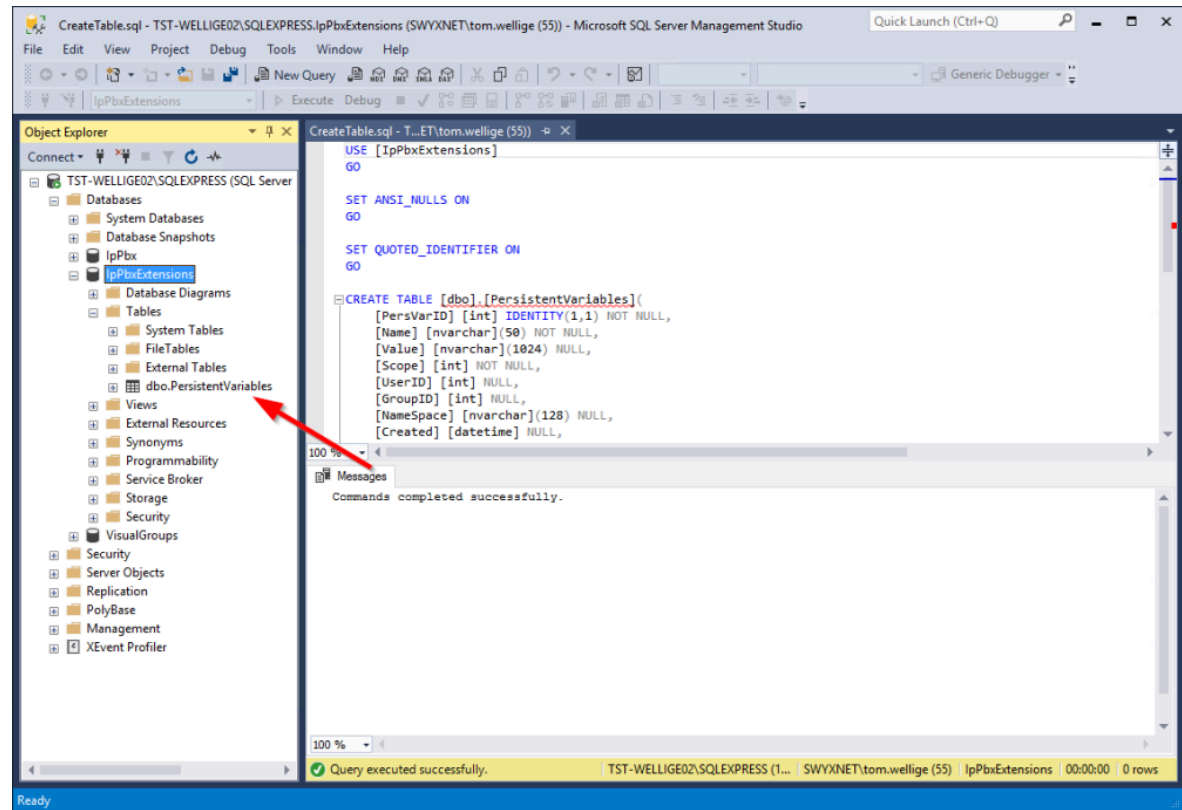 CreateTable.sql - TST-WELLIGE02\SQLEXPRESS.IpPbxExtensions (SWYXNET\tom.wellige (55)) - Microsoft SQL Server Management Studio
Quick Launch (Ctrl+Q)
File Edit View Project Debug Tools Window Help
New Query
Generic Debugger
IpPbxExtensions
Execute Debug
Object Explorer
Connect
TST-WELLIGE02\SQLEXPRESS (SQL Server
Databases
System Databases
Database Snapshots
IpPbx
IpPbxExtensions
Database Diagrams
Tables
System Tables
FileTables
External Tables
dbo.PersistentVariables
Views
External Resources
Synonyms
Programmability
Service Broker
Storage
Security
VisualGroups
Security
Server Objects
Replication
PolyBase
Management
XEvent Profiler
CreateTable.sql - T...ET\tom.wellige (55))
USE [IpPbxExtensions]
GO
SET ANSI_NULLS ON
GO
SET QUOTED_IDENTIFIER ON
GO
CREATE TABLE [dbo].[PersistentVariables](
[PersVarID] [int] IDENTITY(1,1) NOT NULL,
[Name] [nvarchar](50) NOT NULL,
[Value] [nvarchar](1024) NULL,
[Scope] [int] NOT NULL,
[UserID] [int] NULL,
[GroupID] [int] NULL,
[NameSpace] [nvarchar](128) NULL,
[Created] [datetime] NULL,
100 %
Messages
Commands completed successfully.
100 %
Query executed successfully. TST-WELLIGE02\SQLEXPRESS (1... SWYXNET\tom.wellige (55) IpPbxExtensions 00:00:00 0 rows
Ready